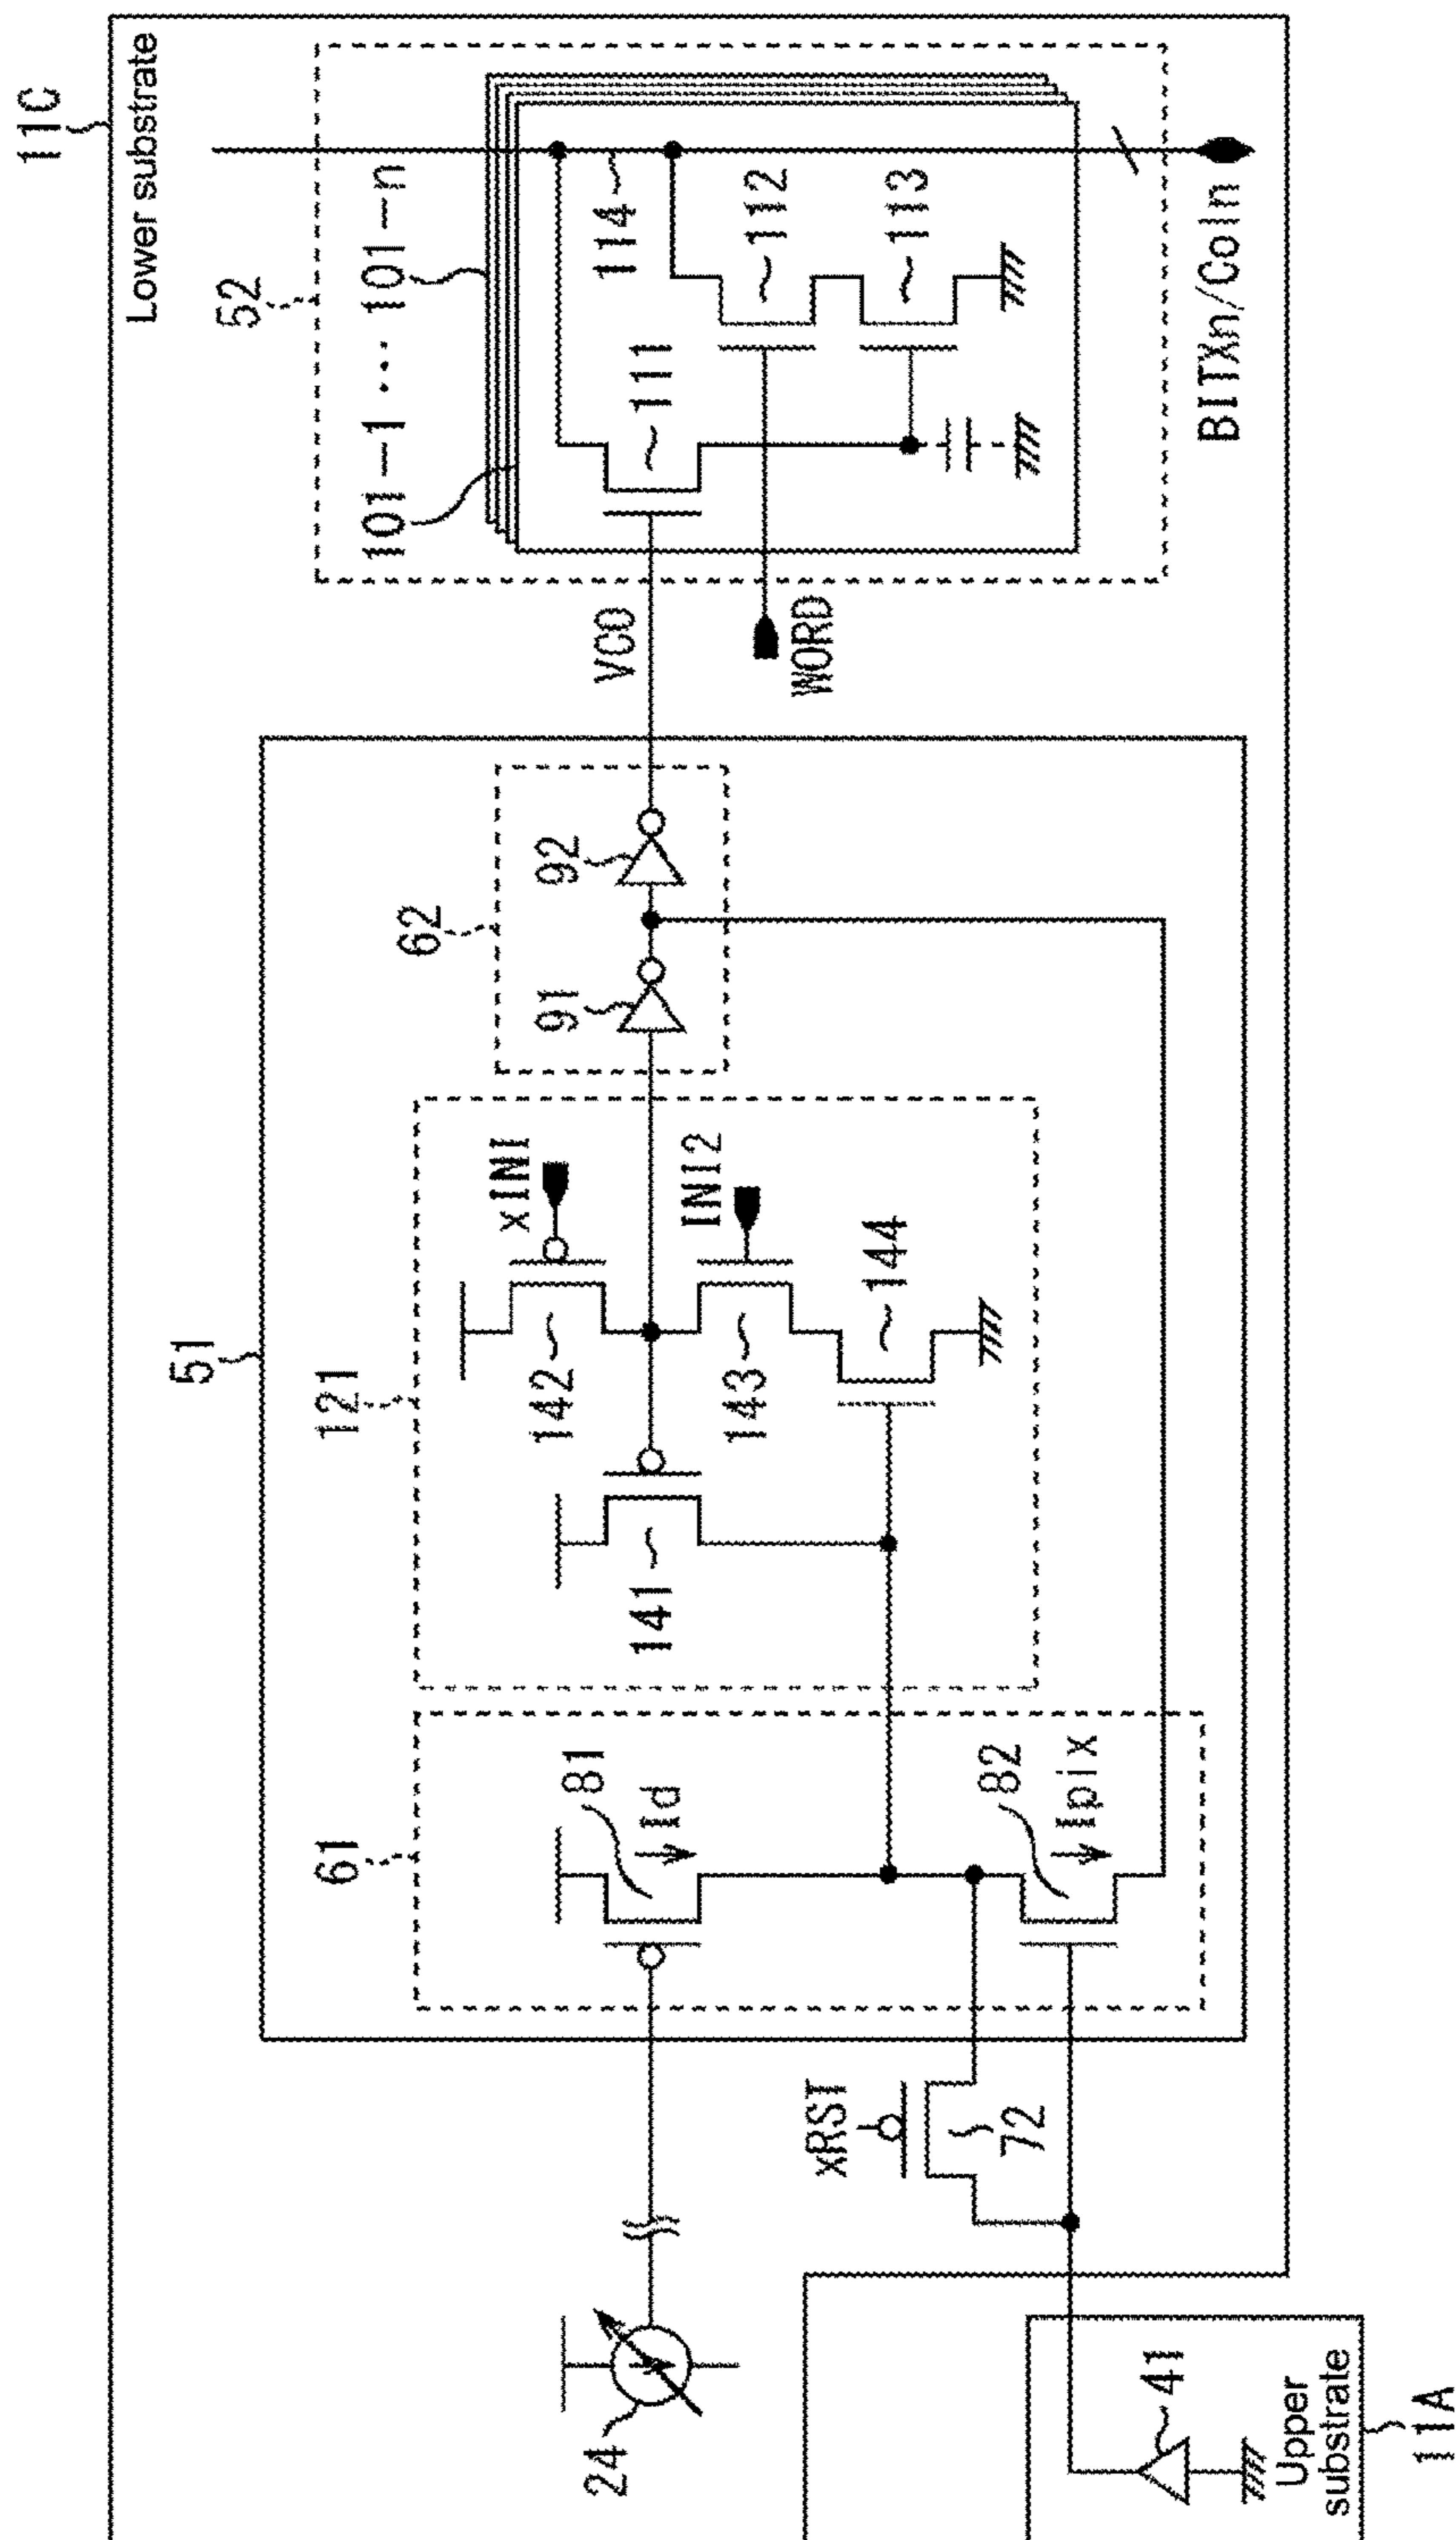 11C
Lower substrate
51
52
61
121
101-1 ... 101-n
62
xINI
142
91
92
81
24
VCO
114
141
111
Id
INI2
143
112
WORD
xRST
144
113
82
72
Ipix
41
BITXn/Coln
Upper
substrate
11A